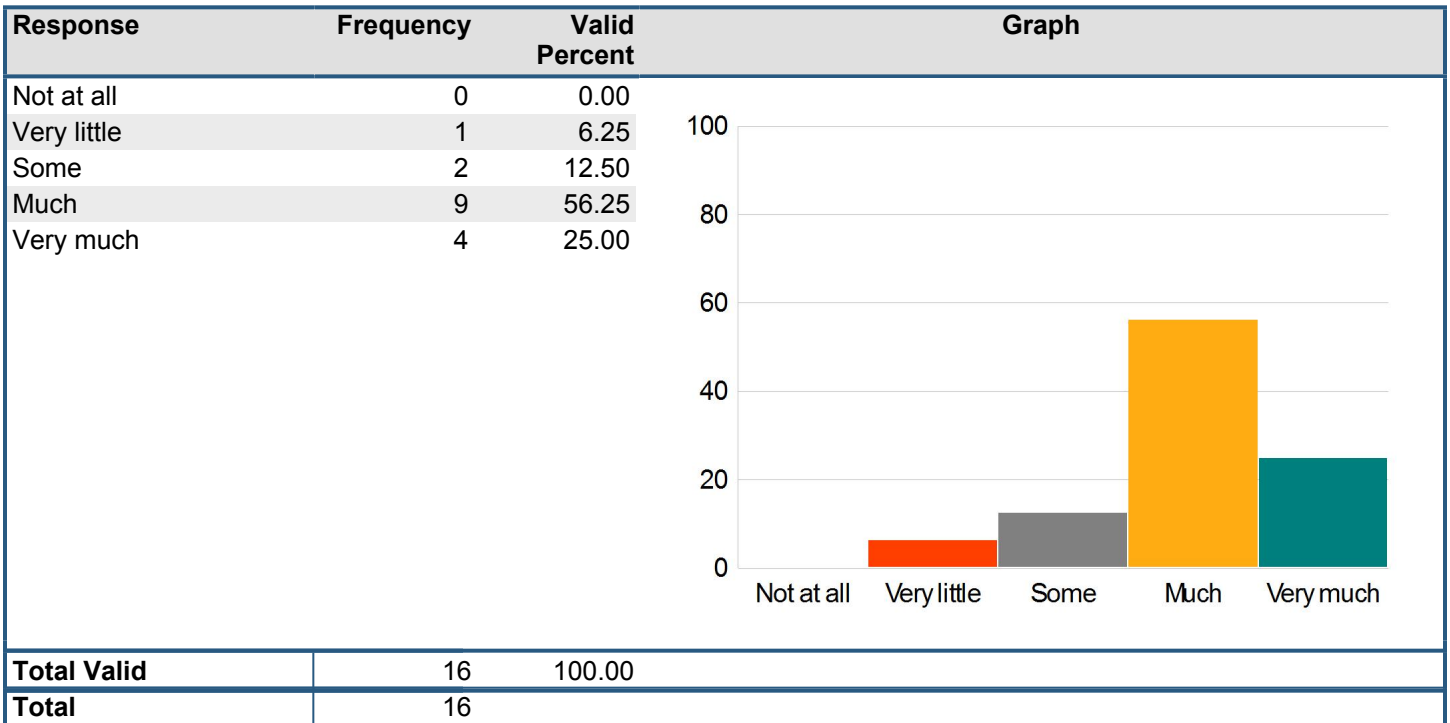 Response Frequency Valid Percent Graph
Not at all 0 0.00
Very little 1 6.25
Some 2 12.50
Much 9 56.25
Very much 4 25.00
100
80
60
40
20
0
Not at all Very little Some Much Very much
Total Valid 16 100.00
Total 16